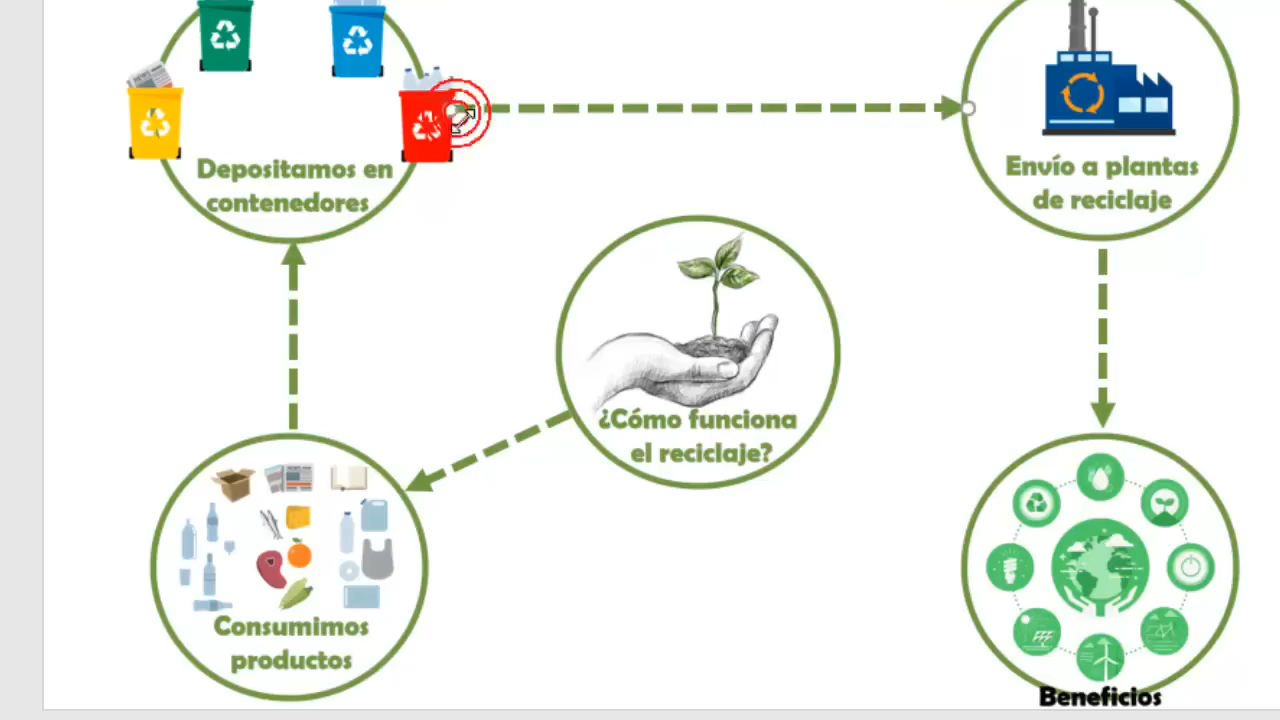 Depositamos en
contenedores
Envío a plantas
de reciclaje
¿Cómo funciona
el reciclaje?
Consumimos
productos
Beneficios